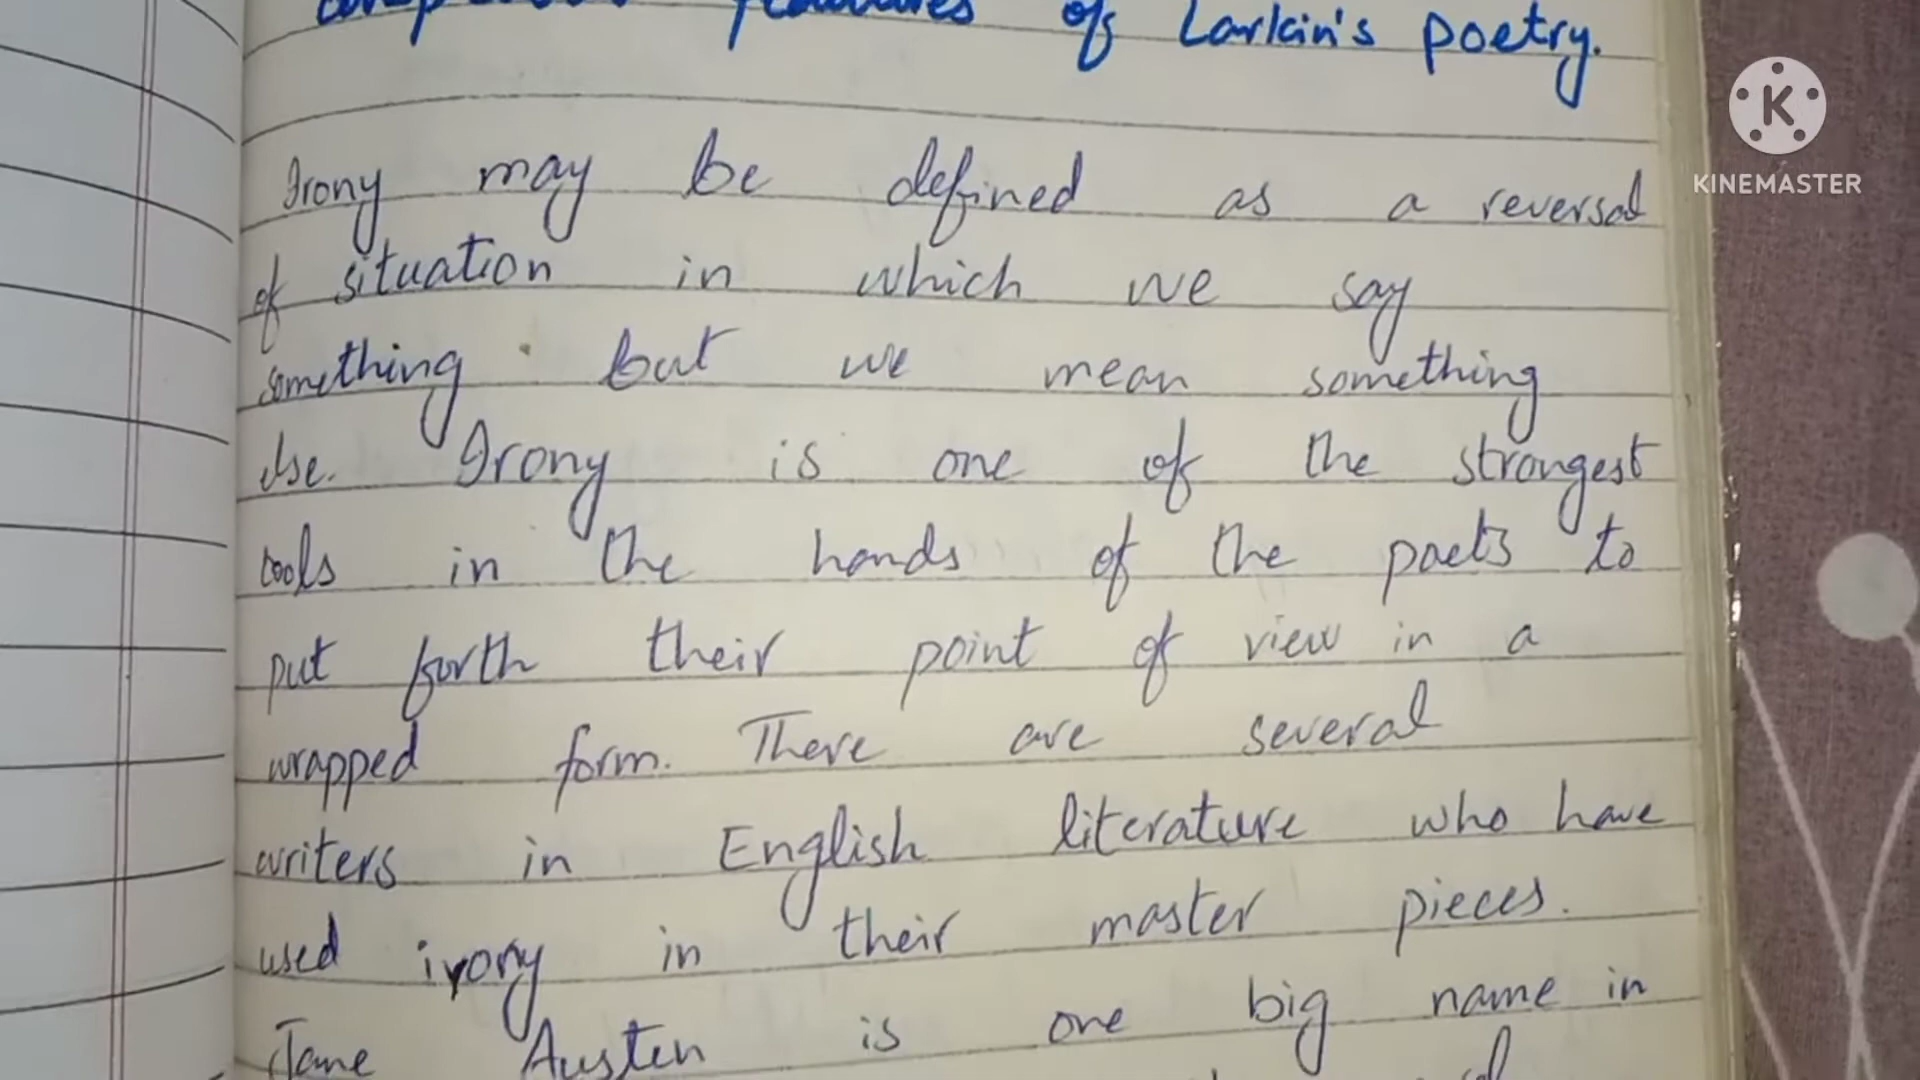 of Larkin's poetry.
Irony may be defined as a reversal
of situation in which we say
something but we mean something
else. Irony is one of the strongest
tools in the hands of the poets to
put forth their point of view in a
wrapped form. There are several
writers in English literature who have
used irony in their master pieces.
Jane Austen is one big name in
KINEMASTER